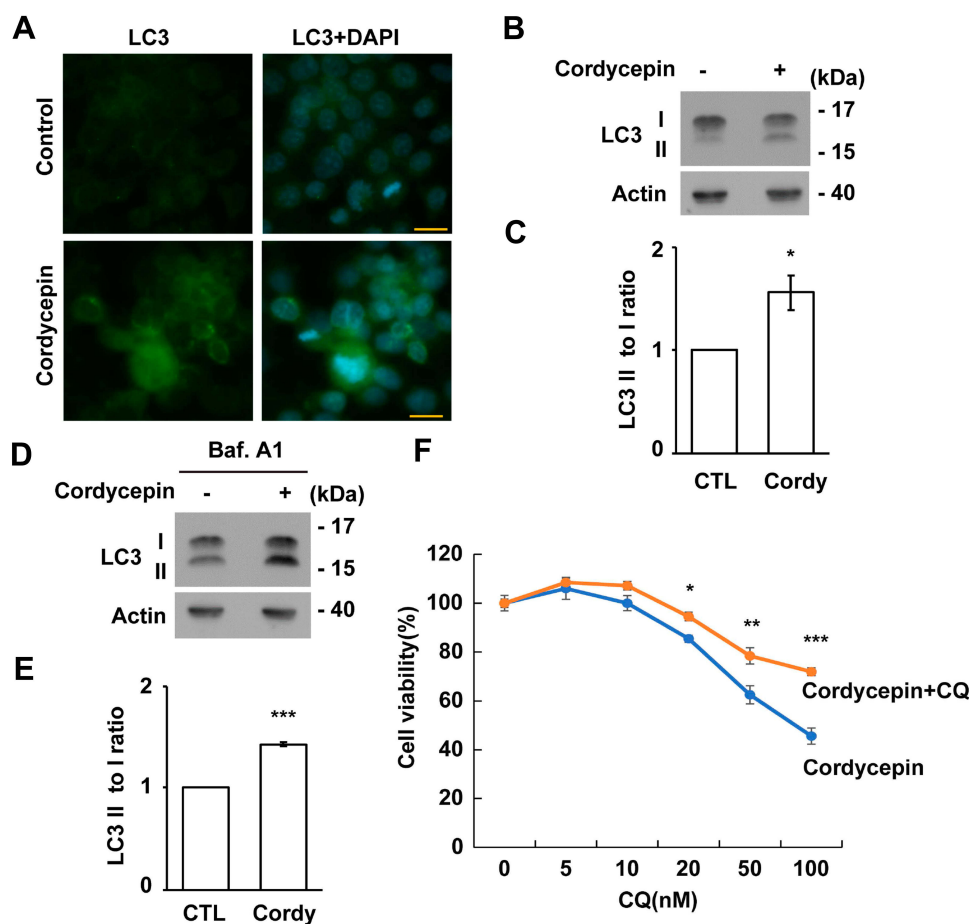 A
LC3
LC3+DAPI
Control
Cordycepin
B
Cordycepin - + (kDa)
LC3 I
II
- 17
- 15
Actin
- 40
C
LC3 II to I ratio
2
1
0
*
CTL Cordy
D
Baf. A1
Cordycepin - + (kDa)
LC3 I
II
- 17
- 15
Actin
- 40
E
LC3 II to I ratio
2
1
0
***
CTL Cordy
F
Cell viability(%)
120
100
80
60
40
20
0
*
**
***
Cordycepin+CQ
Cordycepin
0 5 10 20 50 100
CQ(nM)